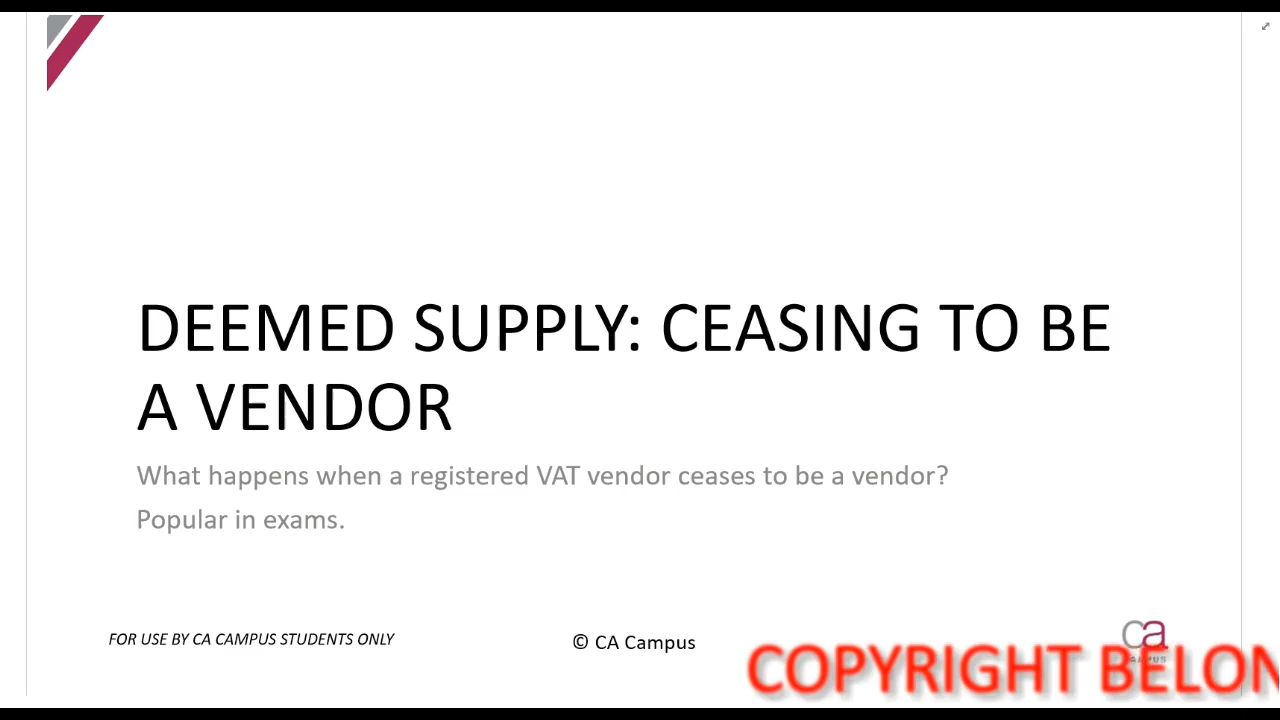 DEEMED SUPPLY: CEASING TO BE
A VENDOR
What happens when a registered VAT vendor ceases to be a vendor?
Popular in exams.
FOR USE BY CA CAMPUS STUDENTS ONLY
© CA Campus
ca
CAMPUS
COPYRIGHT BELON